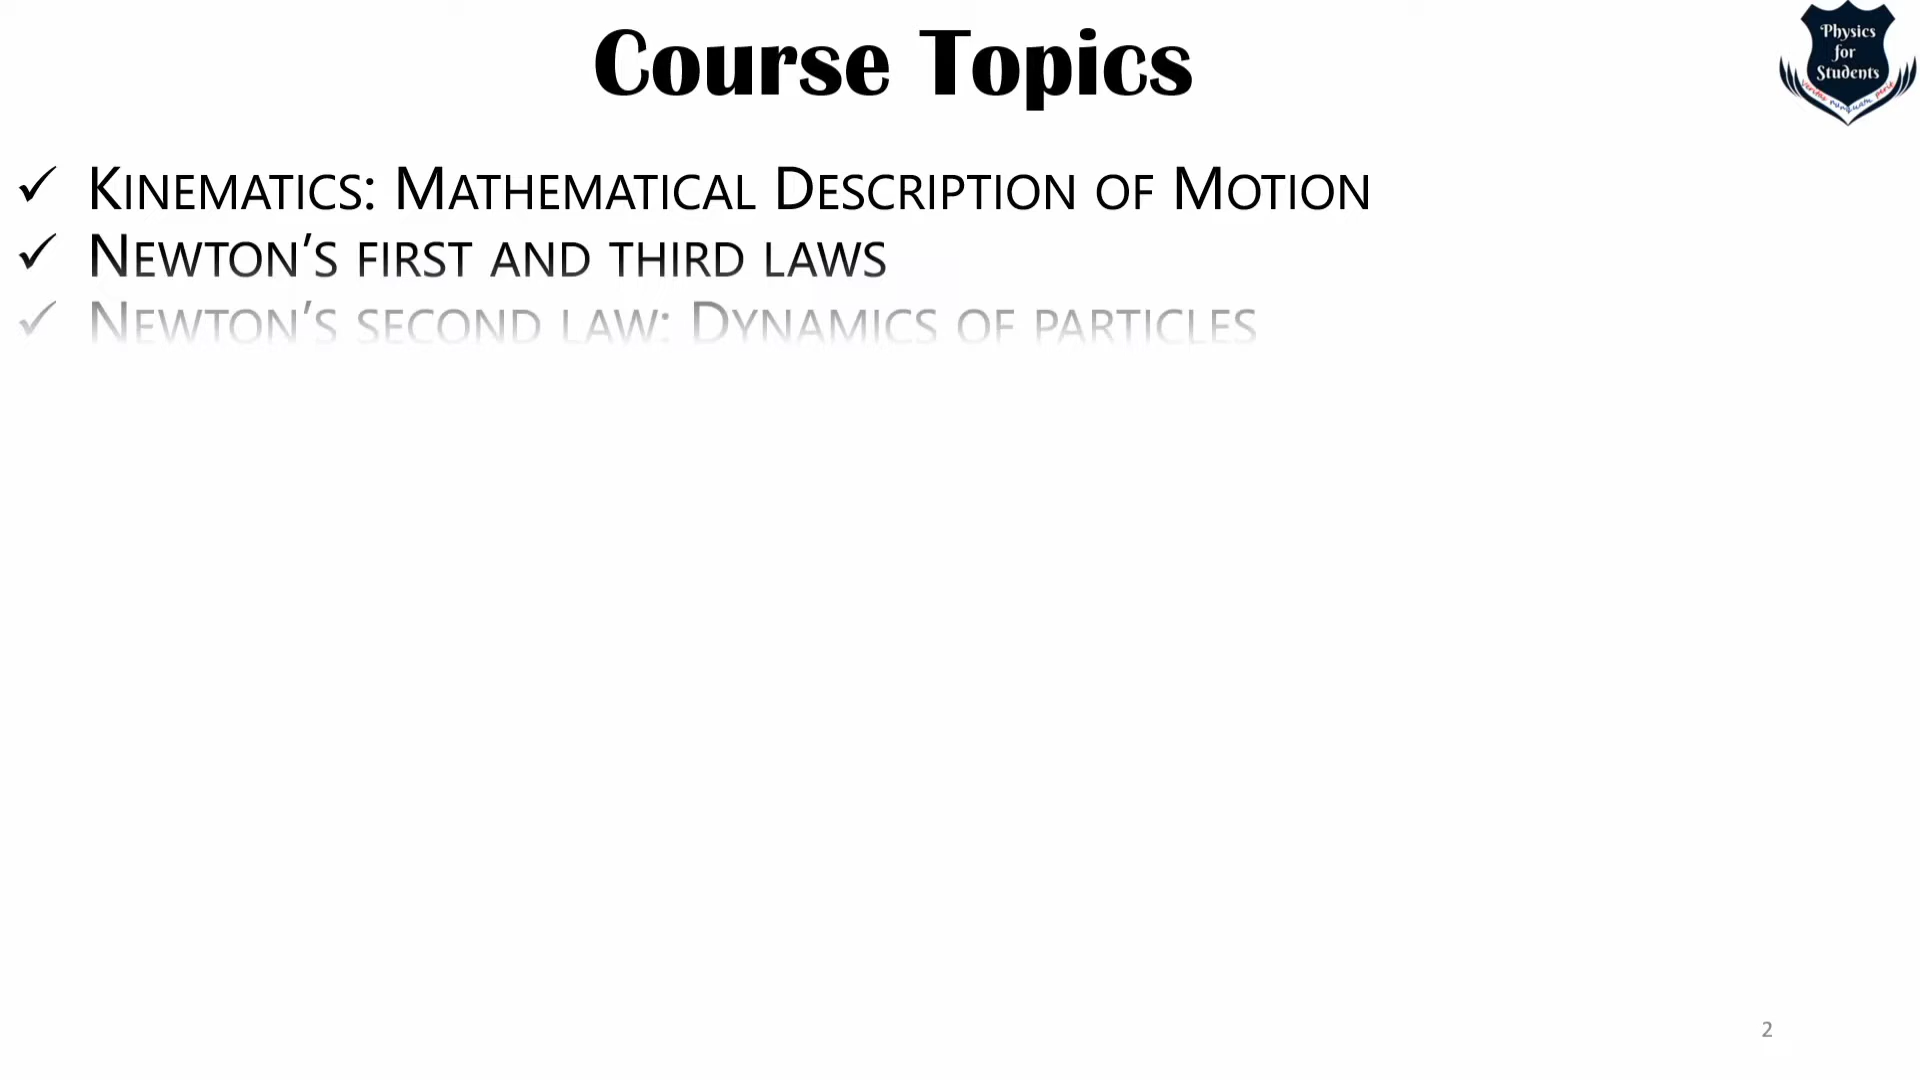 Course Topics
Physics
for
Students
✓ KINEMATICS: MATHEMATICAL DESCRIPTION OF MOTION
✓ NEWTON’S FIRST AND THIRD LAWS
✓ NEWTON’S SECOND LAW: DYNAMICS OF PARTICLES
2